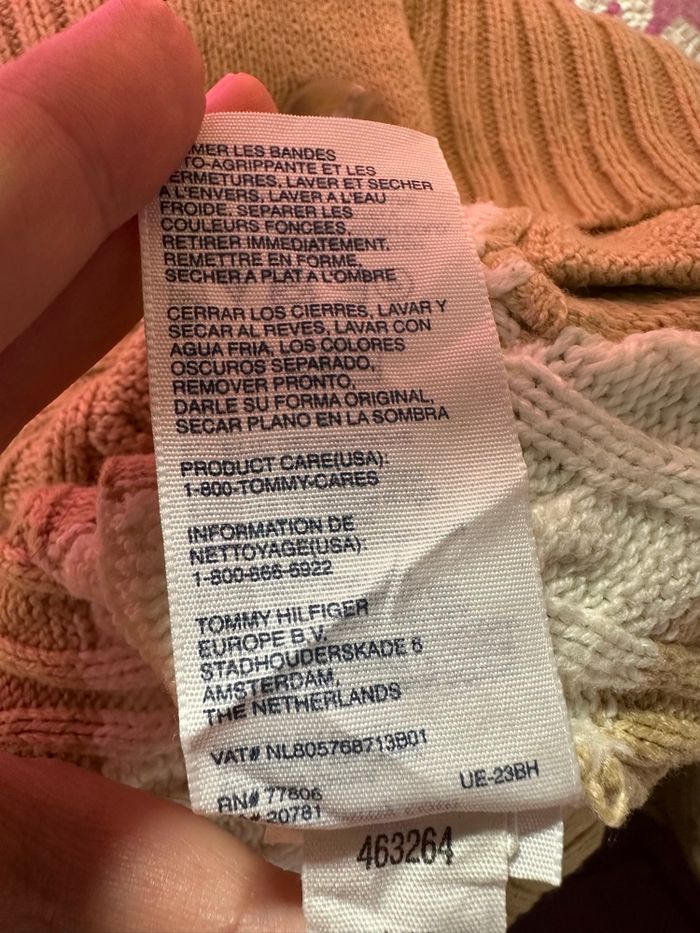 MER LES BANDES
TO-AGRIPPANTE ET LES
ERMETURES, LAVER ET SECHER
A L'ENVERS, LAVER A L'EAU
FROIDE, SEPARER LES
COULEURS FONCEES,
RETIRER IMMEDIATEMENT,
REMETTRE EN FORME,
SECHER A PLAT A L'OMBRE
CERRAR LOS CIERRES, LAVAR Y
SECAR AL REVES, LAVAR CON
AGUA FRIA, LOS COLORES
OSCUROS SEPARADO,
REMOVER PRONTO,
DARLE SU FORMA ORIGINAL,
SECAR PLANO EN LA SOMBRA
PRODUCT CARE(USA):
1-800-TOMMY-CARES
INFORMATION DE
NETTOYAGE(USA):
1-800-866-6922
TOMMY HILFIGER
EUROPE B.V.
STADHOUDERSKADE 6
AMSTERDAM,
THE NETHERLANDS
VAT# NL805768713B01
UE-23BH
RN# 77806
20781
463264